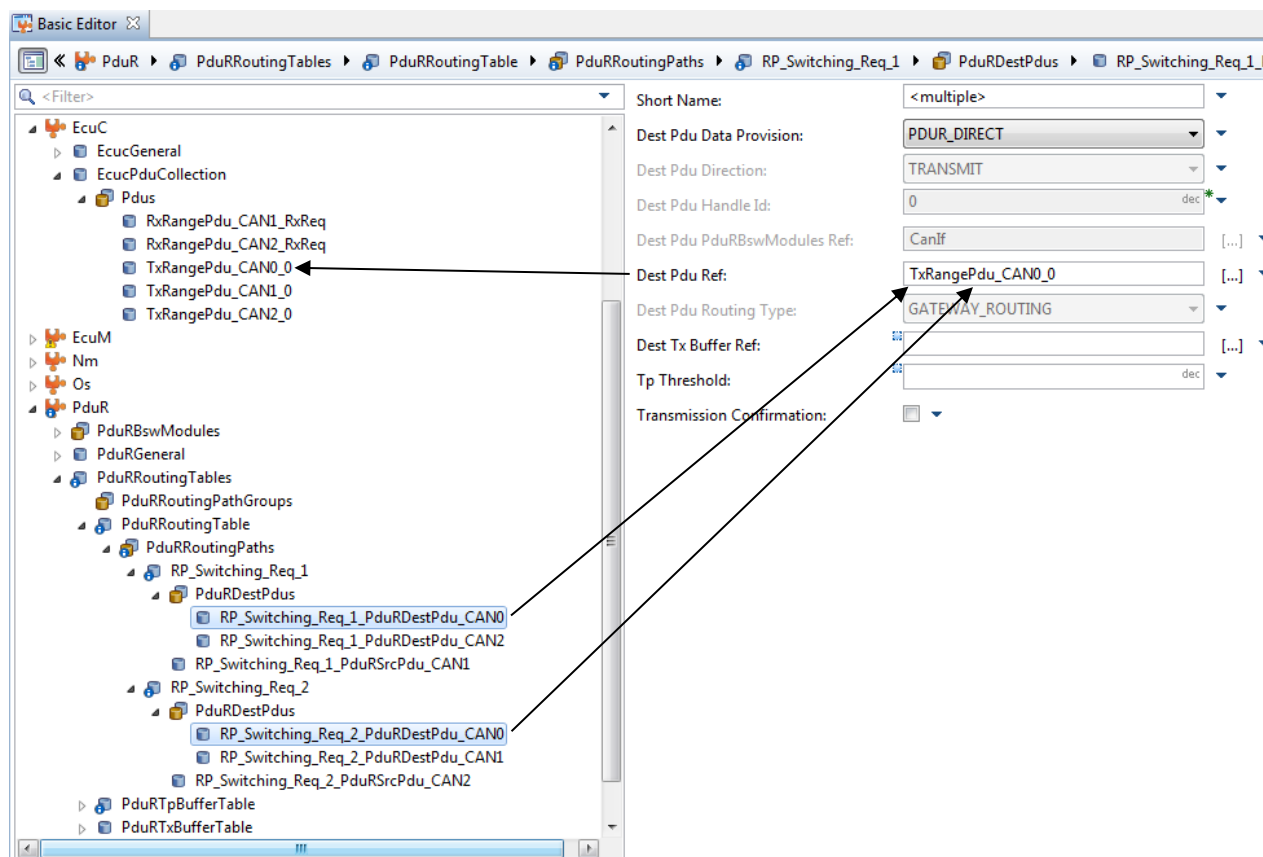 Basic Editor
« PduR PduRRoutingTables PduRRoutingTable PduRRoutingPaths RP_Switching_Req_1 PduRDestPdus RP_Switching_Req_1_
<Filter>
EcuC
EcucGeneral
EcucPduCollection
Pdus
RxRangePdu_CAN1_RxReq
RxRangePdu_CAN2_RxReq
TxRangePdu_CAN0_0
TxRangePdu_CAN1_0
TxRangePdu_CAN2_0
EcuM
Nm
Os
PduR
PduRBswModules
PduRGeneral
PduRRoutingTables
PduRRoutingPathGroups
PduRRoutingTable
PduRRoutingPaths
RP_Switching_Req_1
PduRDestPdus
RP_Switching_Req_1_PduRDestPdu_CAN0
RP_Switching_Req_1_PduRDestPdu_CAN2
RP_Switching_Req_1_PduRSrcPdu_CAN1
RP_Switching_Req_2
PduRDestPdus
RP_Switching_Req_2_PduRDestPdu_CAN0
RP_Switching_Req_2_PduRDestPdu_CAN1
RP_Switching_Req_2_PduRSrcPdu_CAN2
PduRTpBufferTable
PduRTxBufferTable
Short Name: <multiple>
Dest Pdu Data Provision: PDUR_DIRECT
Dest Pdu Direction: TRANSMIT
Dest Pdu Handle Id: 0 dec *
Dest Pdu PduRBswModules Ref: CanIf [...]
Dest Pdu Ref: TxRangePdu_CAN0_0 [...]
Dest Pdu Routing Type: GATEWAY_ROUTING
Dest Tx Buffer Ref: [...]
Tp Threshold: dec
Transmission Confirmation: